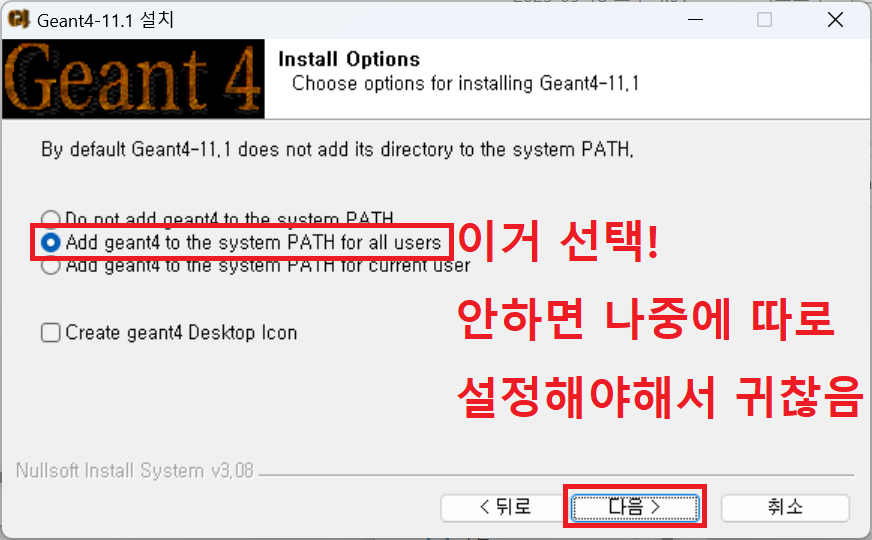 Geant4-11.1 설치
Geant 4
Install Options
Choose options for installing Geant4-11.1
By default Geant4-11.1 does not add its directory to the system PATH.
Do not add geant4 to the system PATH
Add geant4 to the system PATH for all users
이거 선택!
Add geant4 to the system PATH for current user
안하면 나중에 따로
Create geant4 Desktop Icon
설정해야해서 귀찮음
Nullsoft Install System v3.08
< 뒤로
다음 >
취소